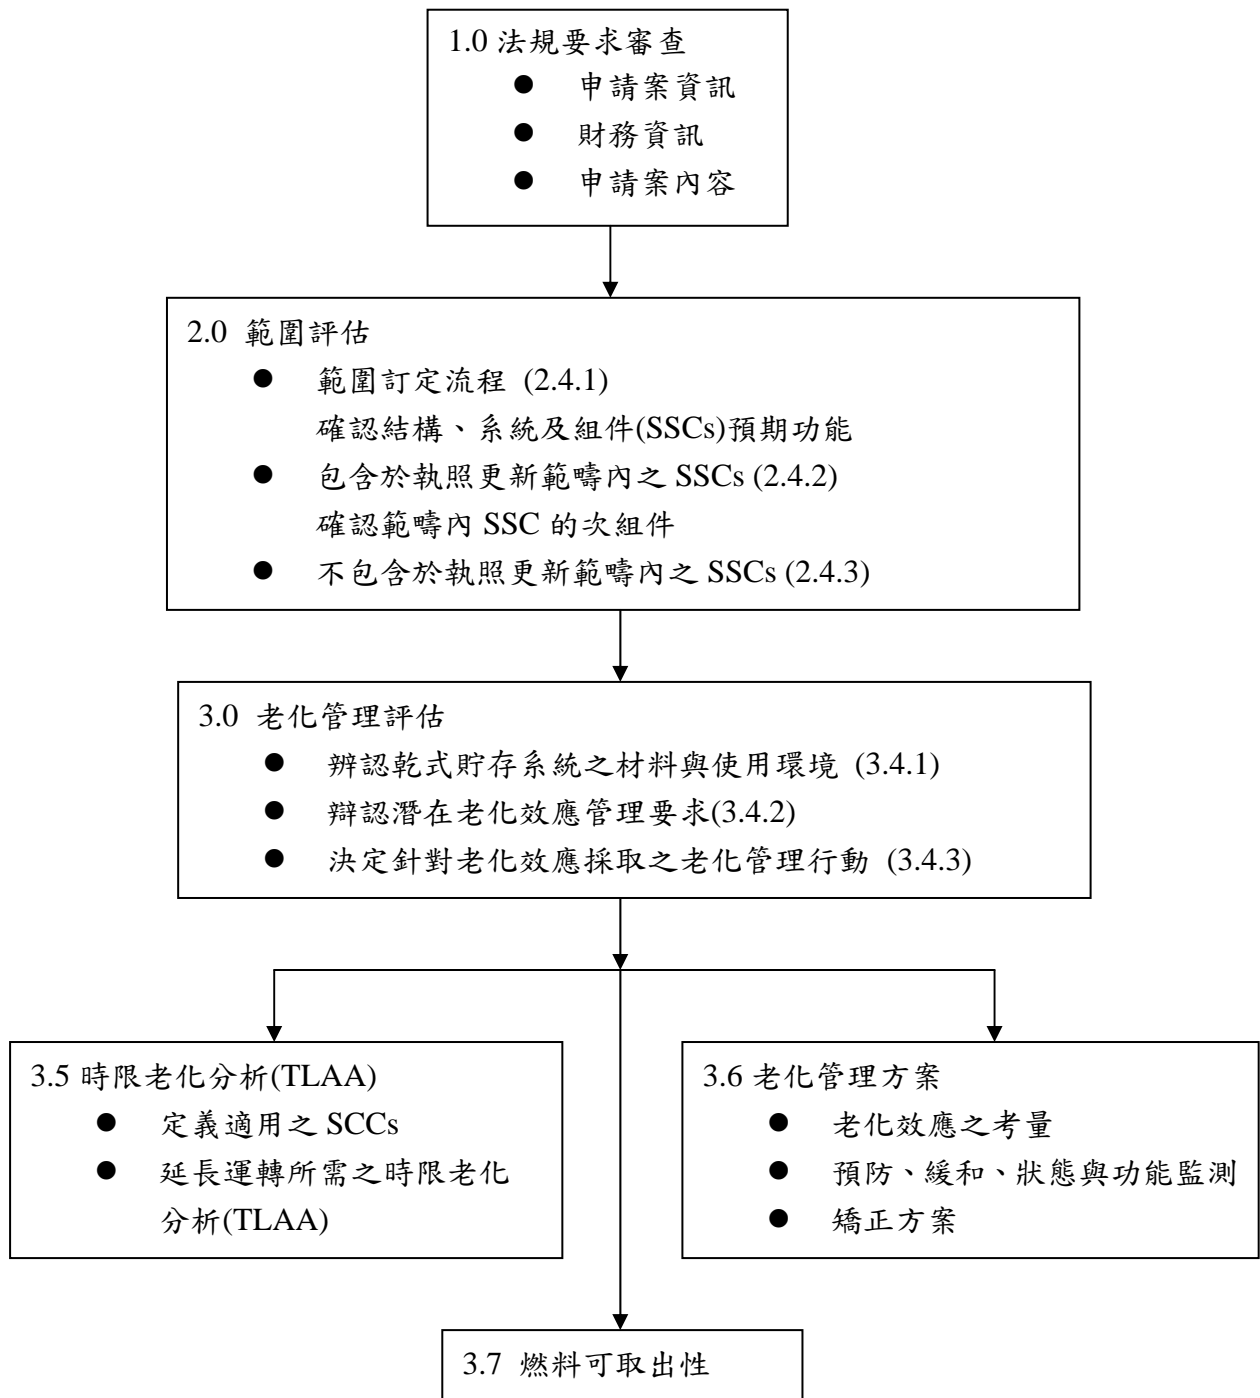 1.0 法規要求審查
● 申請案資訊
● 財務資訊
● 申請案內容
2.0 範圍評估
● 範圍訂定流程 (2.4.1)
確認結構、系統及組件(SSCs)預期功能
● 包含於執照更新範疇內之 SSCs (2.4.2)
確認範疇內 SSC 的次組件
● 不包含於執照更新範疇內之 SSCs (2.4.3)
3.0 老化管理評估
● 辨認乾式貯存系統之材料與使用環境 (3.4.1)
● 辯認潛在老化效應管理要求(3.4.2)
● 決定針對老化效應採取之老化管理行動 (3.4.3)
3.5 時限老化分析(TLAA)
● 定義適用之 SCCs
● 延長運轉所需之時限老化
分析(TLAA)
3.6 老化管理方案
● 老化效應之考量
● 預防、緩和、狀態與功能監測
● 矯正方案
3.7 燃料可取出性